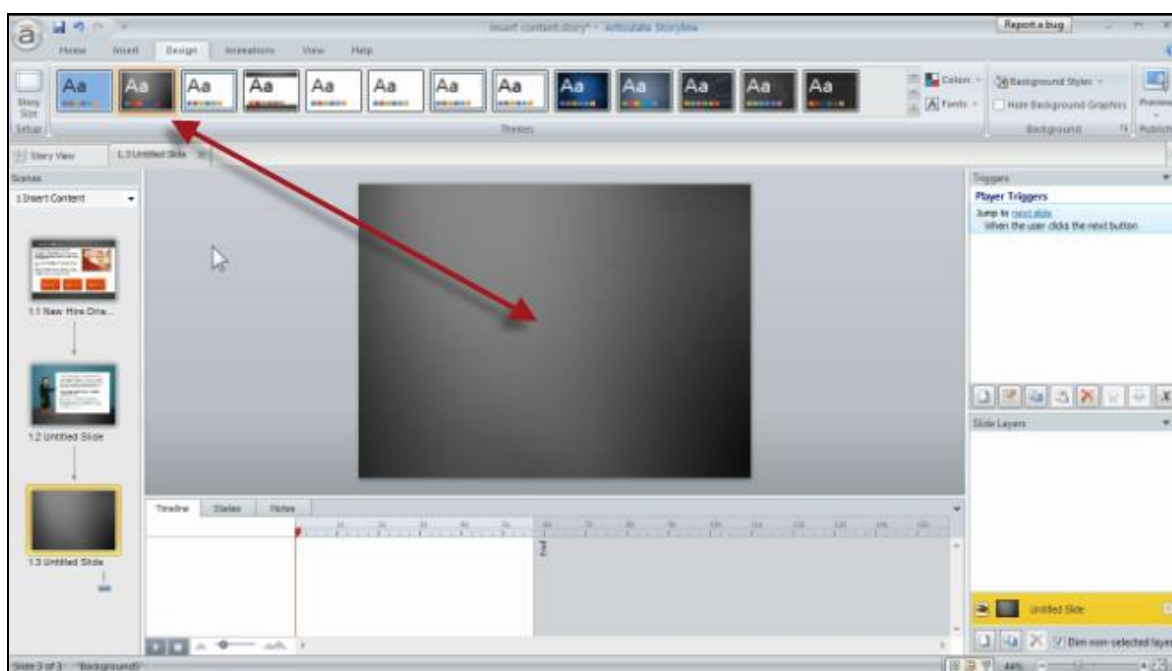 insert content.story* - Articulate Storyline
Report a bug
Home Insert Design Animations View Help
Aa Aa Aa Aa Aa Aa Aa Aa Aa Aa Aa Aa Aa
Colors
Background Styles
Story Size
Fonts
Hide Background Graphics
Preview
Setup
Themes
Background
Publish
Story View
1.3 Untitled Slide
Scenes
1 Insert Content
1.1 New Hire Orie...
1.2 Untitled Slide
1.3 Untitled Slide
Triggers
Player Triggers
Jump to next slide
When the user clicks the next button
Slide Layers
Timeline States Notes
End
Untitled Slide
Dim non-selected layers
Slide 3 of 3
44%